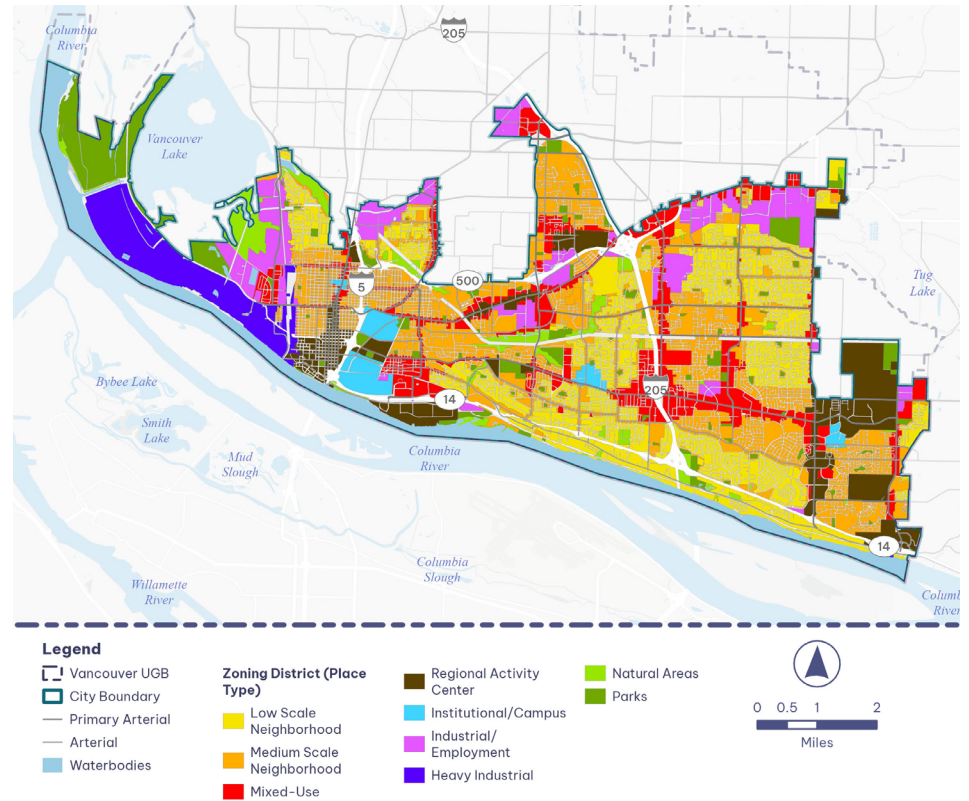 Columbia
River
205
Vancouver
Lake
500
5
Tug
Lake
205
14
Bybee Lake
Smith
Lake
Mud
Slough
Columbia
River
14
Columbia
Slough
Willamette
River
Columb
River
Legend
Vancouver UGB
City Boundary
Primary Arterial
Arterial
Waterbodies
Zoning District (Place
Type)
Low Scale
Neighborhood
Medium Scale
Neighborhood
Mixed-Use
Regional Activity
Center
Institutional/Campus
Industrial/
Employment
Heavy Industrial
Natural Areas
Parks
0 0.5 1 2
Miles